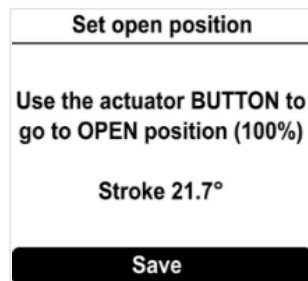 Set open position
Use the actuator BUTTON to
go to OPEN position (100%)
Stroke 21.7°
Save